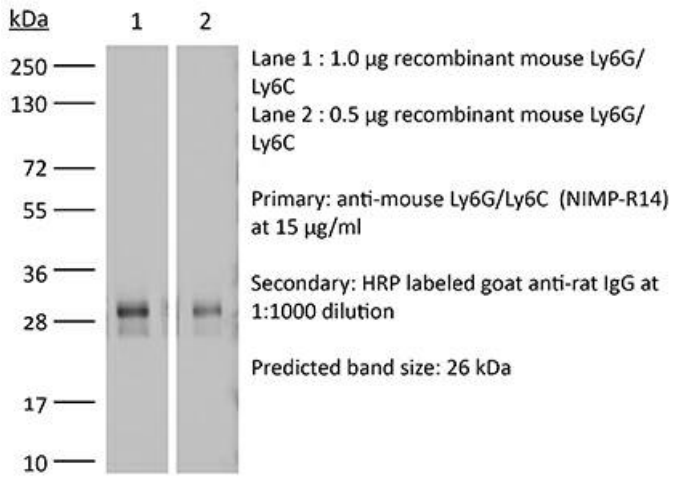 kDa
1 2
250
130
72
55
36
28
17
10
Lane 1 : 1.0 µg recombinant mouse Ly6G/
Ly6C
Lane 2 : 0.5 µg recombinant mouse Ly6G/
Ly6C
Primary: anti-mouse Ly6G/Ly6C (NIMP-R14)
at 15 µg/ml
Secondary: HRP labeled goat anti-rat IgG at
1:1000 dilution
Predicted band size: 26 kDa